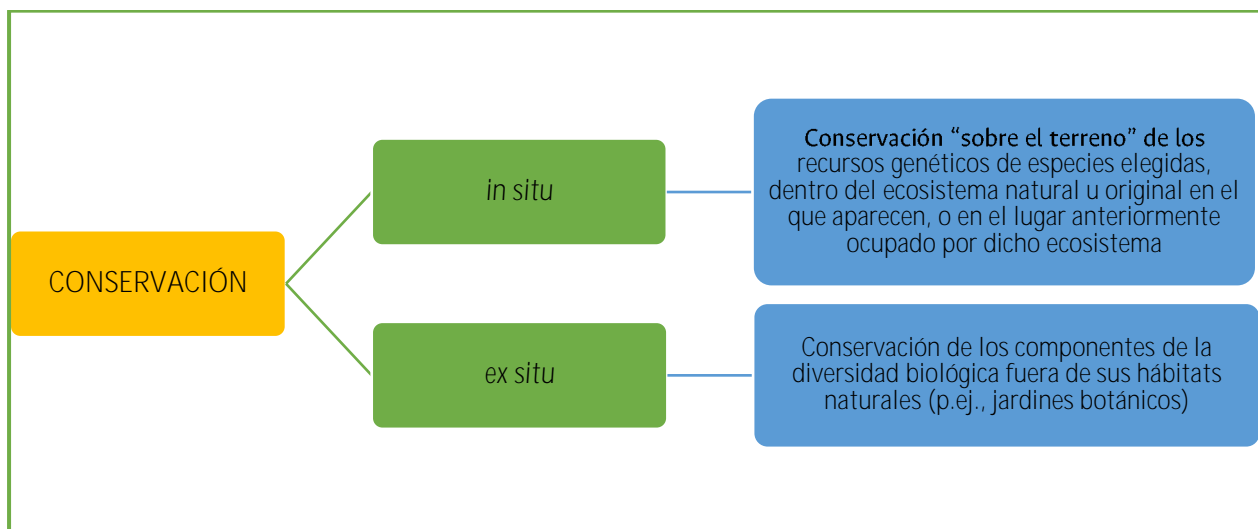 CONSERVACIÓN
in situ
Conservación “sobre el terreno” de los
recursos genéticos de especies elegidas,
dentro del ecosistema natural u original en el
que aparecen, o en el lugar anteriormente
ocupado por dicho ecosistema
ex situ
Conservación de los componentes de la
diversidad biológica fuera de sus hábitats
naturales (p.ej., jardines botánicos)